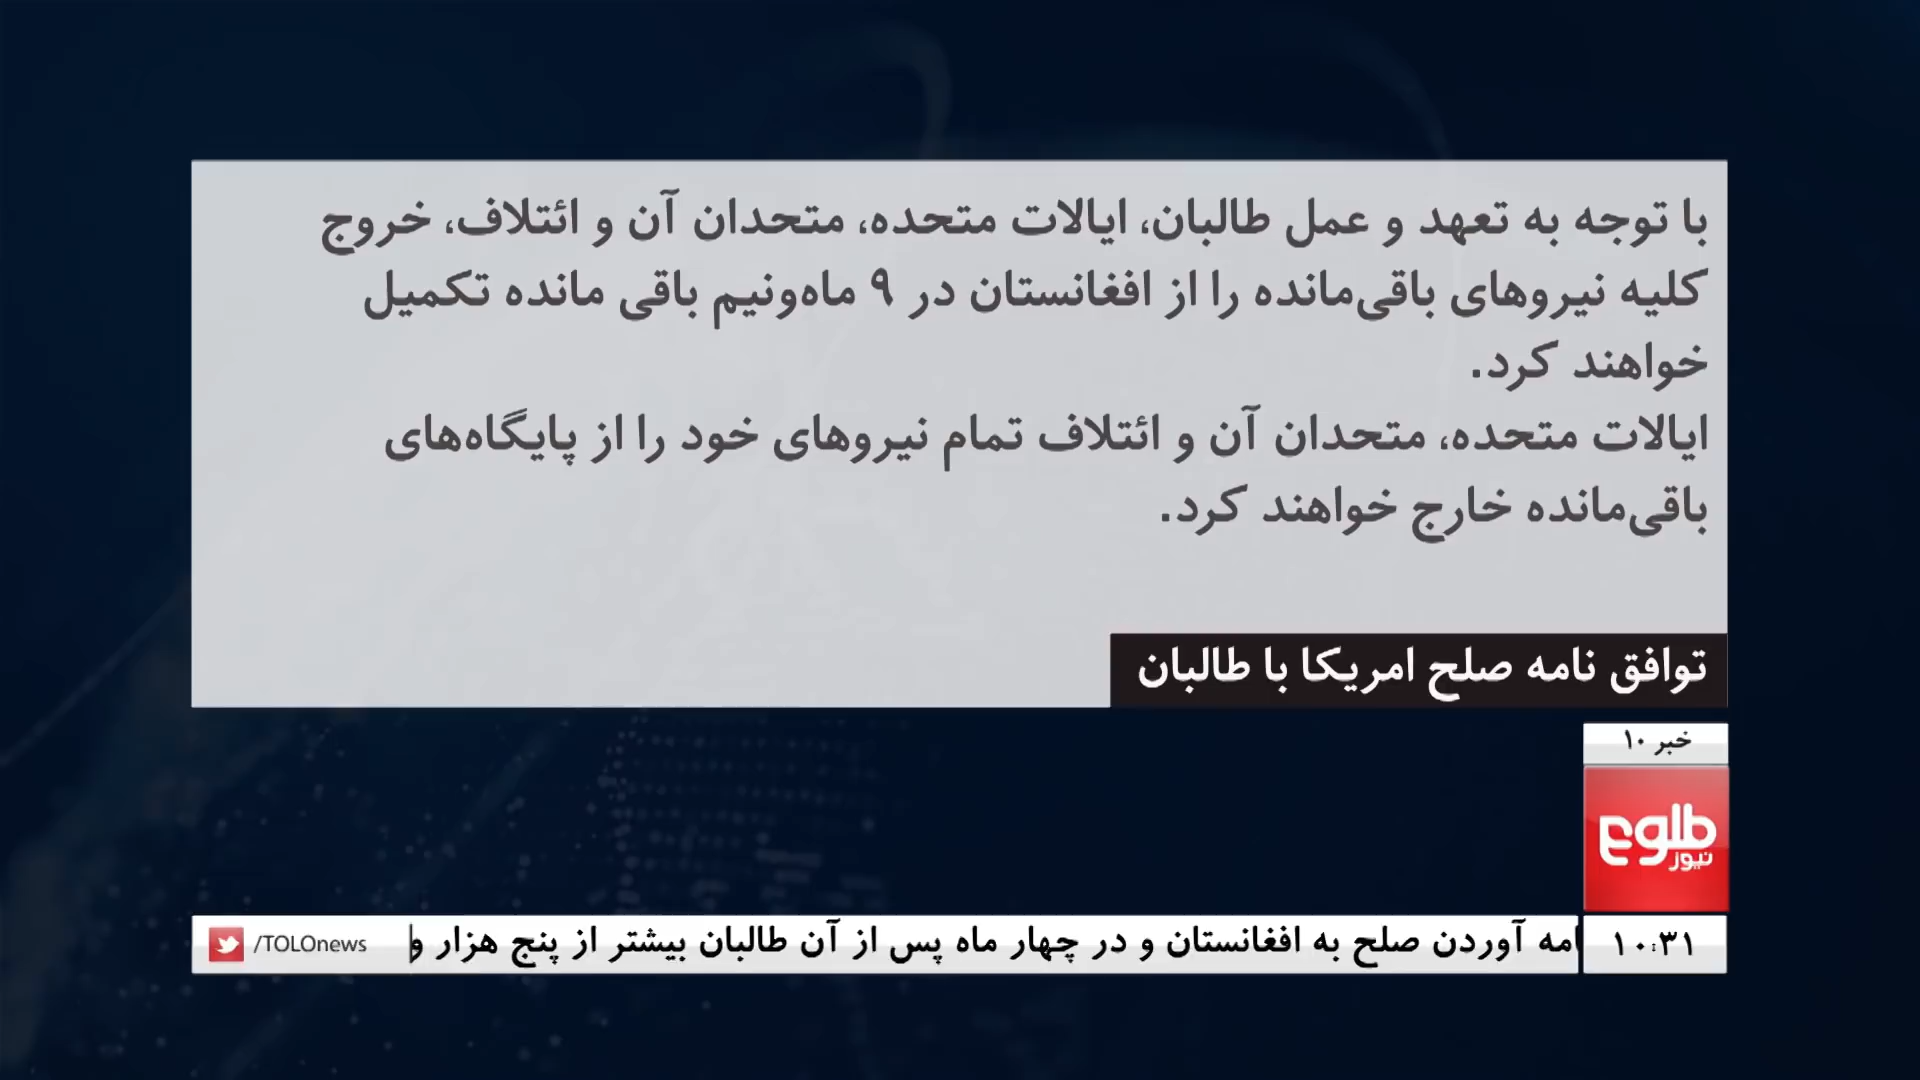 با توجه به تعهد و عمل طالبان، ایالات متحده، متحدان آن و ائتلاف، خروج
کلیه نیروهای باقی‌مانده را از افغانستان در ۹ ماه‌ونیم باقی مانده تکمیل
خواهند کرد.
ایالات متحده، متحدان آن و ائتلاف تمام نیروهای خود را از پایگاه‌های
باقی‌مانده خارج خواهند کرد.
توافق نامه صلح امریکا با طالبان
خبر ۱۰
طلوع
نیوز
۱۰:۳۱
آوردن صلح به افغانستان و در چهار ماه پس از آن طالبان بیشتر از پنج هزار و
/TOLOnews